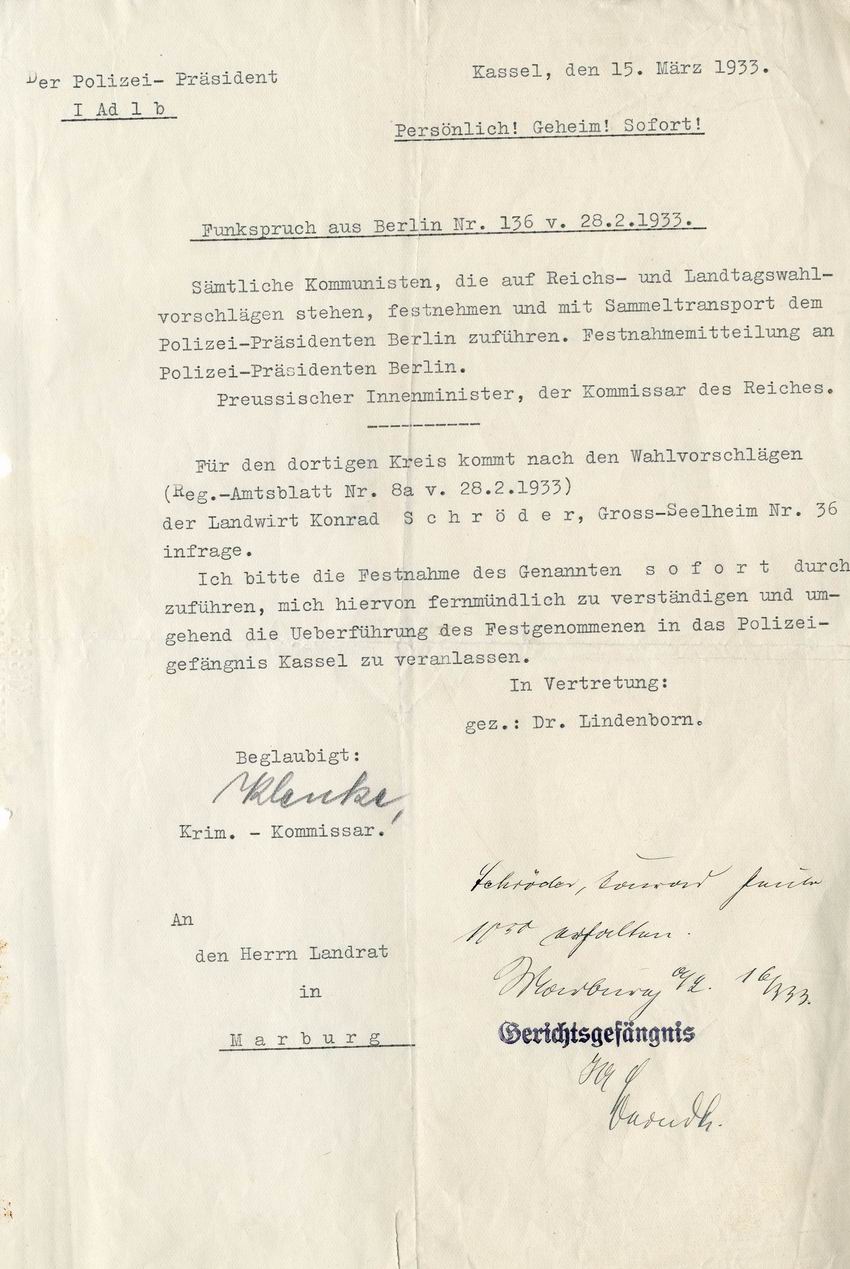 Der Polizei- Präsident
I Ad 1 b
Kassel, den 15. März 1933.
Persönlich! Geheim! Sofort!
Funkspruch aus Berlin Nr. 136 v. 28.2.1933.
Sämtliche Kommunisten, die auf Reichs- und Landtagswahl-
vorschlägen stehen, festnehmen und mit Sammeltransport dem
Polizei-Präsidenten Berlin zuführen. Festnahmemitteilung an
Polizei-Präsidenten Berlin.
Preussischer Innenminister, der Kommissar des Reiches.
-----------
Für den dortigen Kreis kommt nach den Wahlvorschlägen
(Reg.-Amtsblatt Nr. 8a v. 28.2.1933)
der Landwirt Konrad S c h r ö d e r, Gross-Seelheim Nr. 36
infrage.
Ich bitte die Festnahme des Genannten s o f o r t durch
zuführen, mich hiervon fernmündlich zu verständigen und um-
gehend die Ueberführung des Festgenommenen in das Polizei-
gefängnis Kassel zu veranlassen.
In Vertretung:
gez.: Dr. Lindenborn.
Beglaubigt:
Klenke,
Krim. - Kommissar.
An
den Herrn Landrat
in
M a r b u r g
Schröder, Konrad heute
erhalten.
Marburg a/L. 16/333.
Gerichtsgefängnis